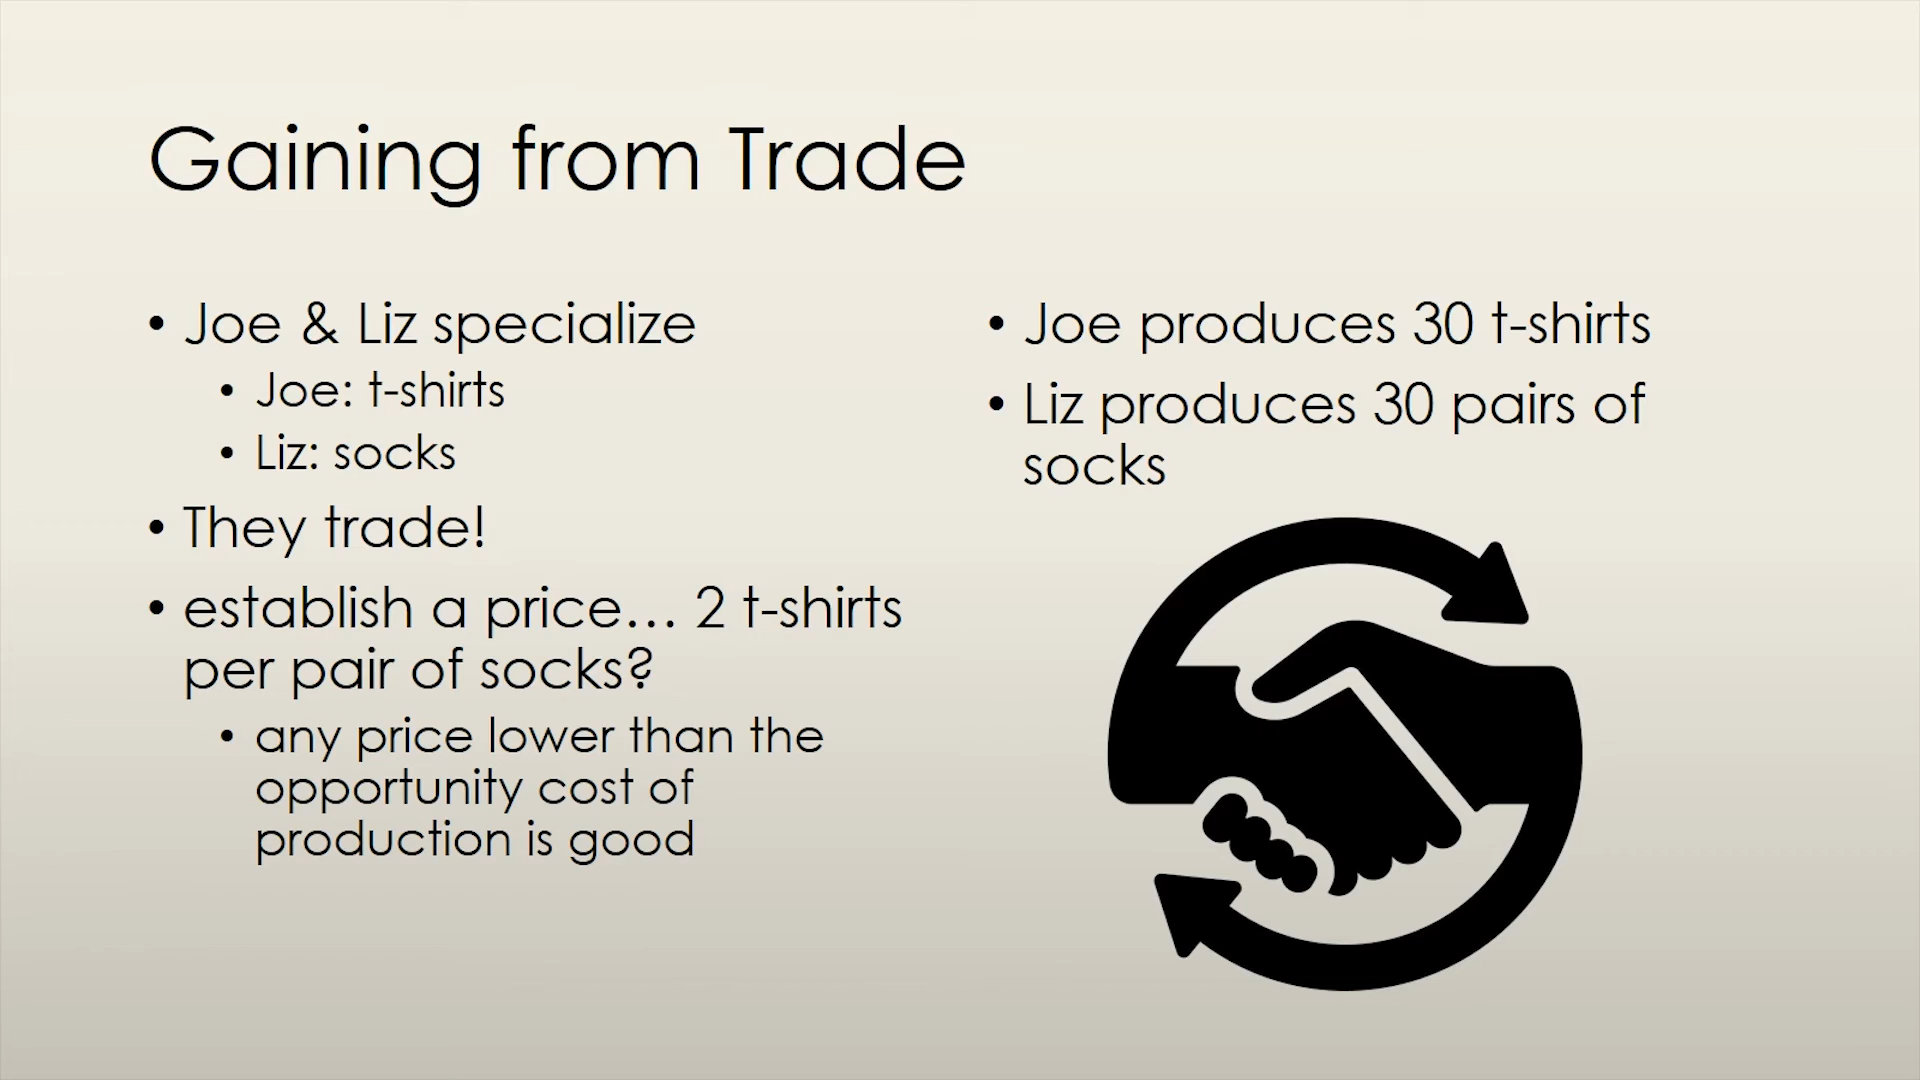 Gaining from Trade
• Joe & Liz specialize
• Joe: t-shirts
• Liz: socks
• They trade!
• establish a price... 2 t-shirts
per pair of socks?
• any price lower than the
opportunity cost of
production is good
• Joe produces 30 t-shirts
• Liz produces 30 pairs of
socks